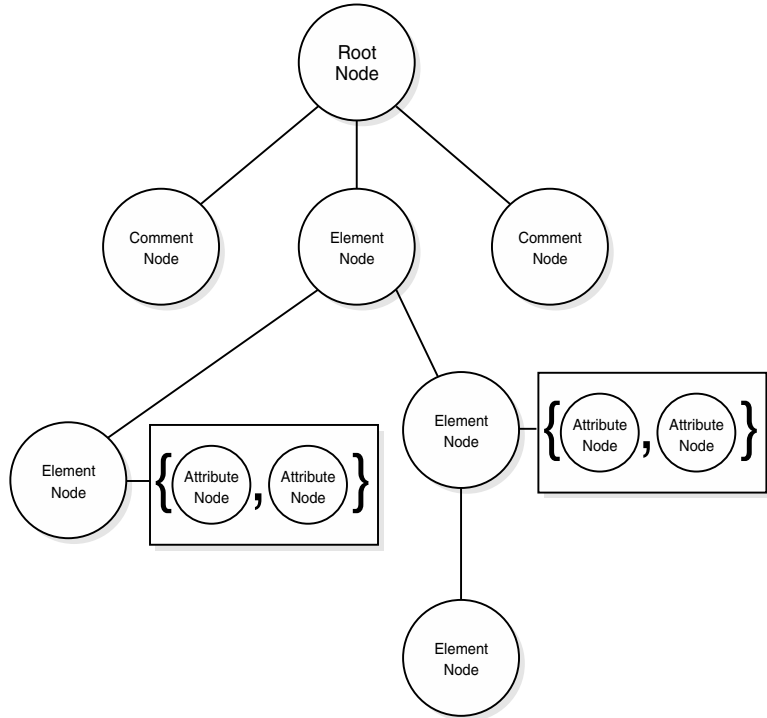 Root
Node
Comment
Node
Element
Node
Comment
Node
Element
Node
{ Attribute
Node , Attribute
Node }
Element
Node
{ Attribute
Node , Attribute
Node }
Element
Node